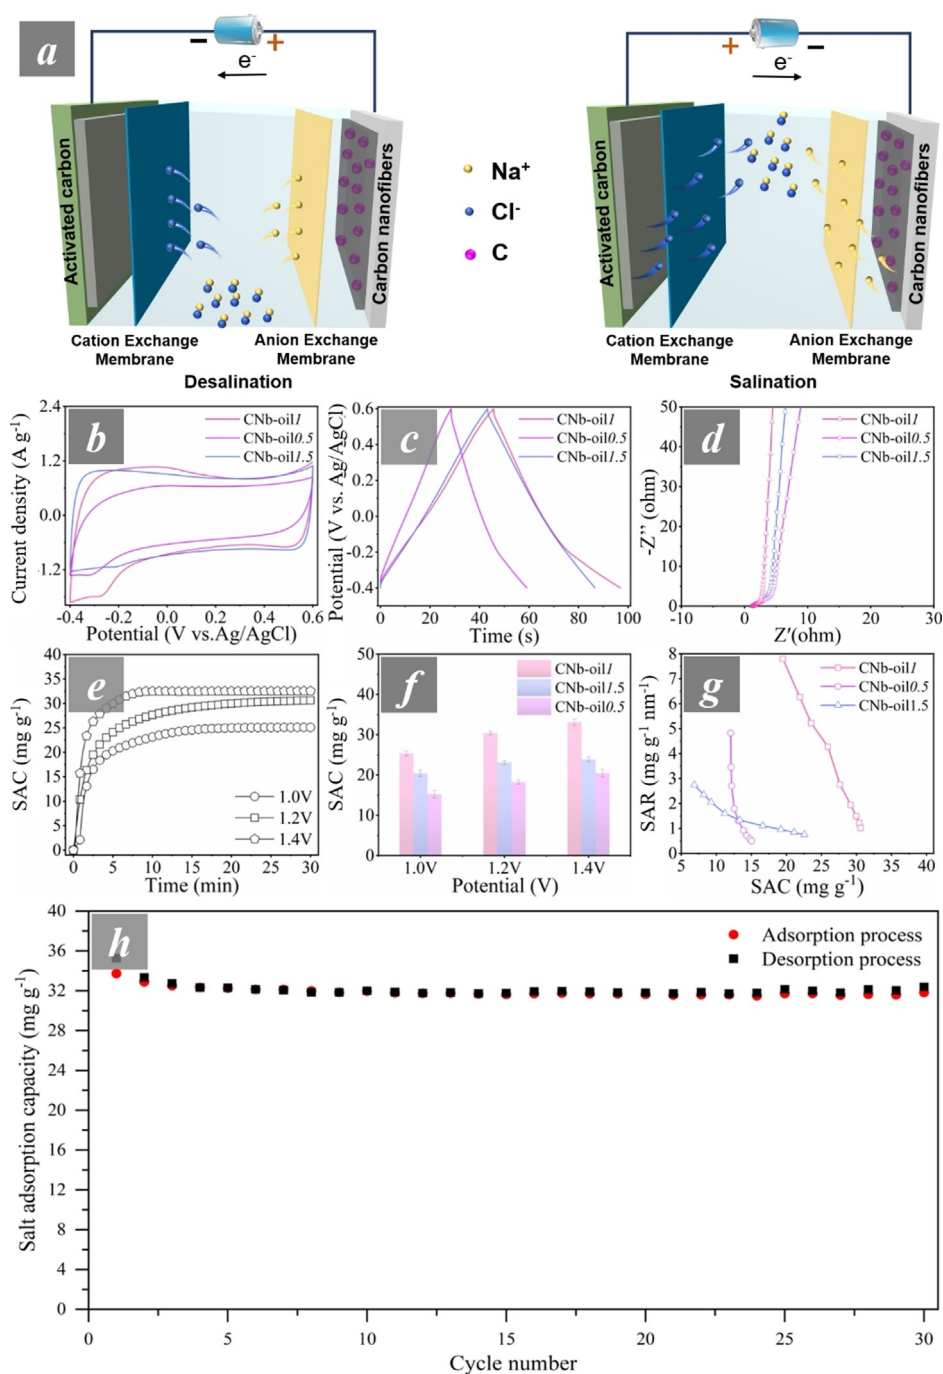 a
− +
e-
+ −
e-
Activated carbon
Carbon nanofibers
Na+
Cl-
C
Activated carbon
Carbon nanofibers
Cation Exchange
Membrane
Anion Exchange
Membrane
Desalination
Cation Exchange
Membrane
Anion Exchange
Membrane
Salination
b
Current density (A g-1)
2.4
1.2
0.0
-1.2
CNb-oil1
CNb-oil0.5
CNb-oil1.5
-0.4 -0.2 0.0 0.2 0.4 0.6
Potential (V vs.Ag/AgCl)
c
Potential (V vs. Ag/AgCl)
0.6
0.4
0.2
0.0
-0.2
-0.4
CNb-oil1
CNb-oil0.5
CNb-oil1.5
0 20 40 60 80 100
Time (s)
d
-Z’’ (ohm)
50
40
30
20
10
0
CNb-oil1
CNb-oil0.5
CNb-oil1.5
-10 0 10 20 30
Z'(ohm)
e
SAC (mg g-1)
40
35
30
25
20
15
10
5
0
1.0V
1.2V
1.4V
0 5 10 15 20 25 30
Time (min)
f
SAC (mg g-1)
50
40
30
20
10
0
CNb-oil1
CNb-oil1.5
CNb-oil0.5
1.0V 1.2V 1.4V
Potential (V)
g
SAR (mg g-1 nm-1)
8
7
6
5
4
3
2
1
0
CNb-oil1
CNb-oil0.5
CNb-oil1.5
5 10 15 20 25 30 35 40
SAC (mg g-1)
h
Salt adsorption capacity (mg g-1)
40
36
32
28
24
20
16
12
8
4
0
Adsorption process
Desorption process
0 5 10 15 20 25 30
Cycle number